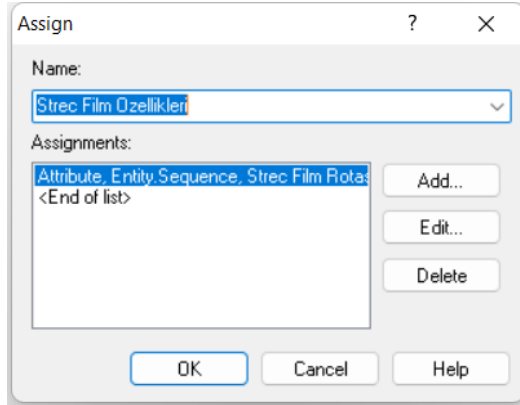 Assign
?
Name:
Strec Film Ozellikleri
Assignments:
Attribute, Entity.Sequence, Strec Film Rotas
<End of list>
Add...
Edit...
Delete
OK
Cancel
Help